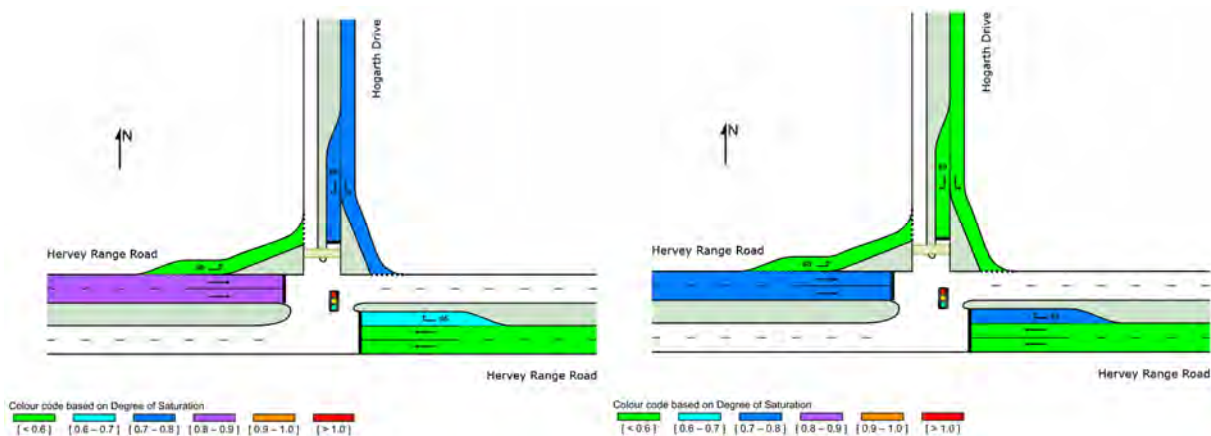 Hogarth Drive
N
Hervey Range Road
Hervey Range Road
Colour code based on Degree of Saturation
[ < 0.6 ] [ 0.6 – 0.7 ] [ 0.7 – 0.8 ] [ 0.8 – 0.9 ] [ 0.9 – 1.0 ] [ > 1.0 ]
Hogarth Drive
N
Hervey Range Road
Hervey Range Road
Colour code based on Degree of Saturation
[ < 0.6 ] [ 0.6 – 0.7 ] [ 0.7 – 0.8 ] [ 0.8 – 0.9 ] [ 0.9 – 1.0 ] [ > 1.0 ]